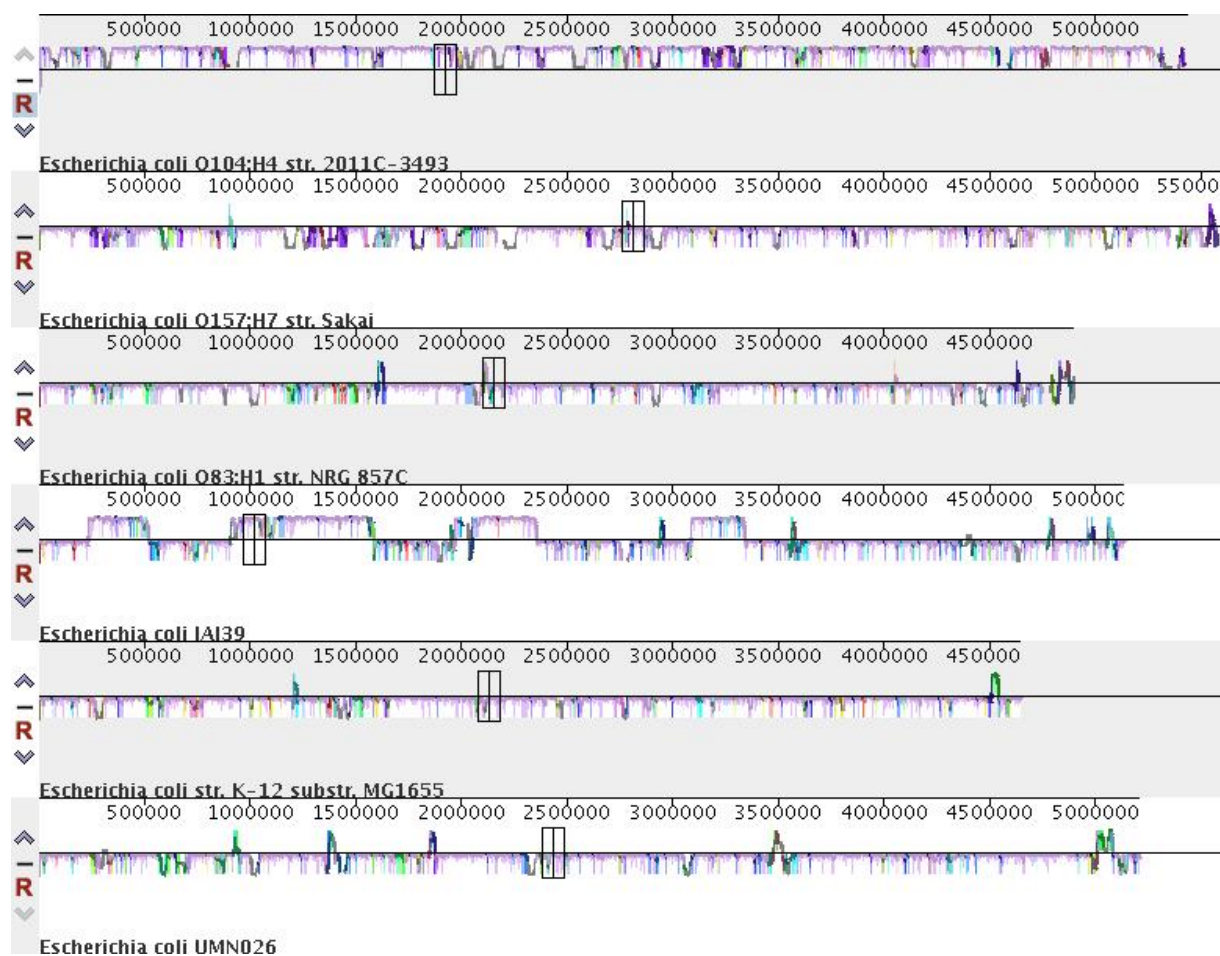 500000 1000000 1500000 2000000 2500000 3000000 3500000 4000000 4500000 5000000
R
Escherichia coli O104:H4 str. 2011C-3493
500000 1000000 1500000 2000000 2500000 3000000 3500000 4000000 4500000 5000000 55000
R
Escherichia coli O157:H7 str. Sakai
500000 1000000 1500000 2000000 2500000 3000000 3500000 4000000 4500000
R
Escherichia coli O83:H1 str. NRG 857C
500000 1000000 1500000 2000000 2500000 3000000 3500000 4000000 4500000 500000
R
Escherichia coli IAI39
500000 1000000 1500000 2000000 2500000 3000000 3500000 4000000 450000
R
Escherichia coli str. K-12 substr. MG1655
500000 1000000 1500000 2000000 2500000 3000000 3500000 4000000 4500000 5000000
R
Escherichia coli UMN026